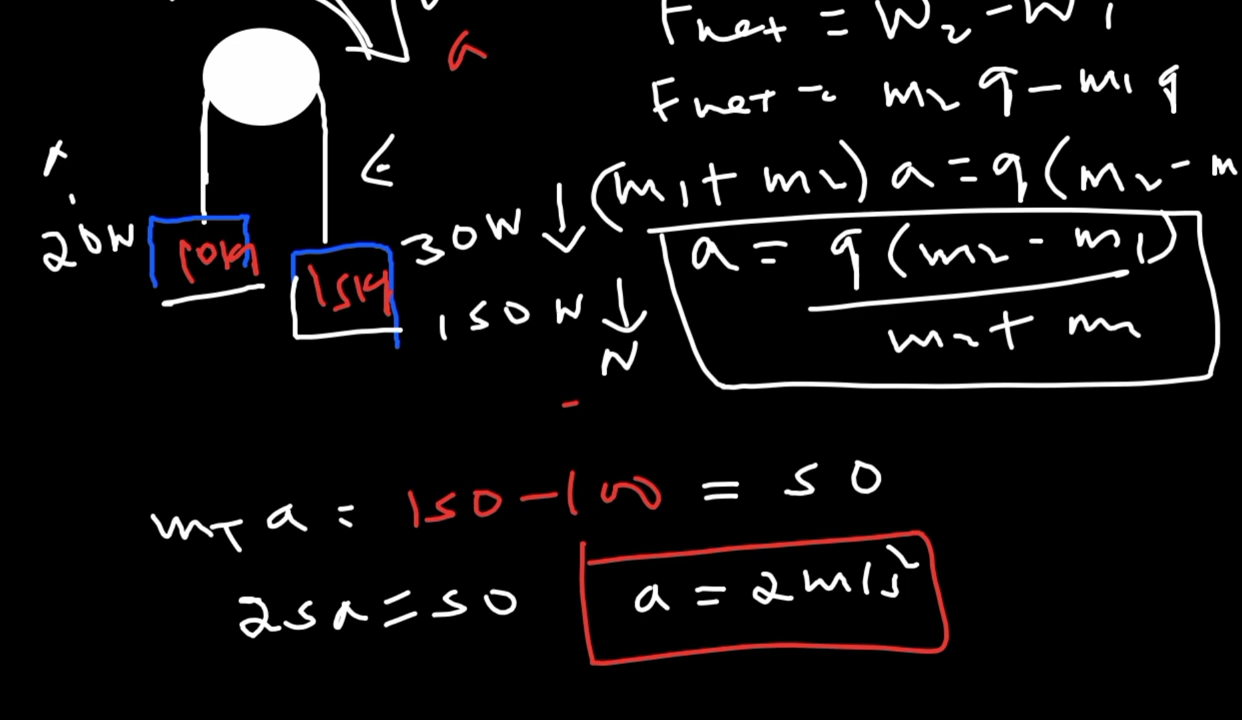 a
Fnet = W2 - W1
Fnet = m2 g - m1 g
(m1 + m2) a = g (m2 - m
20N
10kg
30N ↓
a = g (m2 - m1)
15kg
150N ↓
m2 + m
N
-
mT a = 150 - 100 = 50
25a = 50
a = 2 m/s²